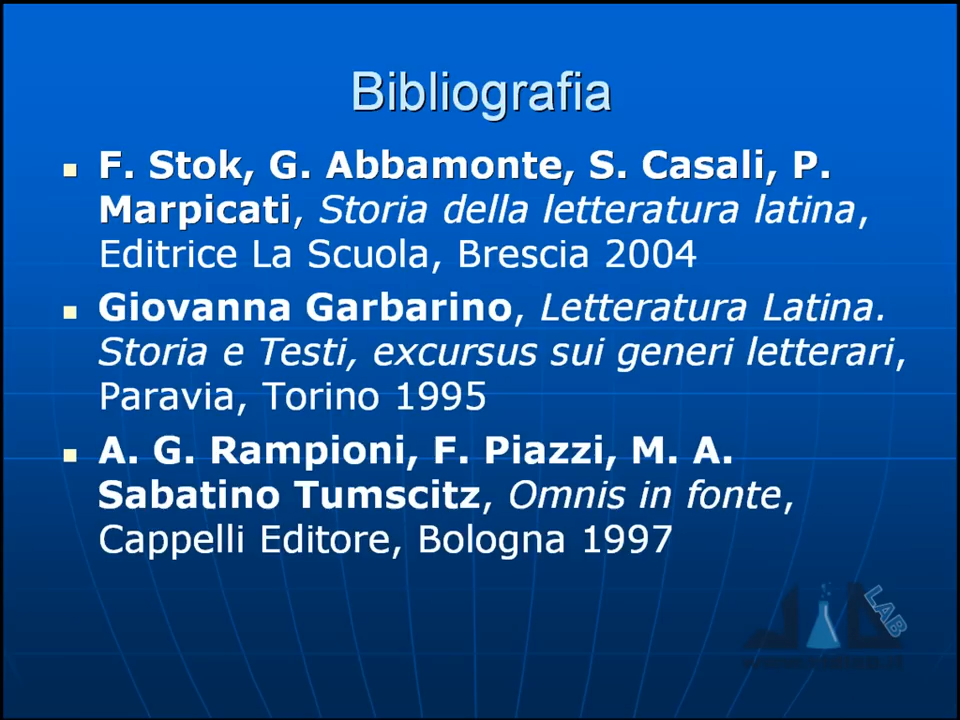 Bibliografia
F. Stok, G. Abbamonte, S. Casali, P.
Marpicati, Storia della letteratura latina,
Editrice La Scuola, Brescia 2004
Giovanna Garbarino, Letteratura Latina.
Storia e Testi, excursus sui generi letterari,
Paravia, Torino 1995
A. G. Rampioni, F. Piazzi, M. A.
Sabatino Tumscitz, Omnis in fonte,
Cappelli Editore, Bologna 1997
LAB